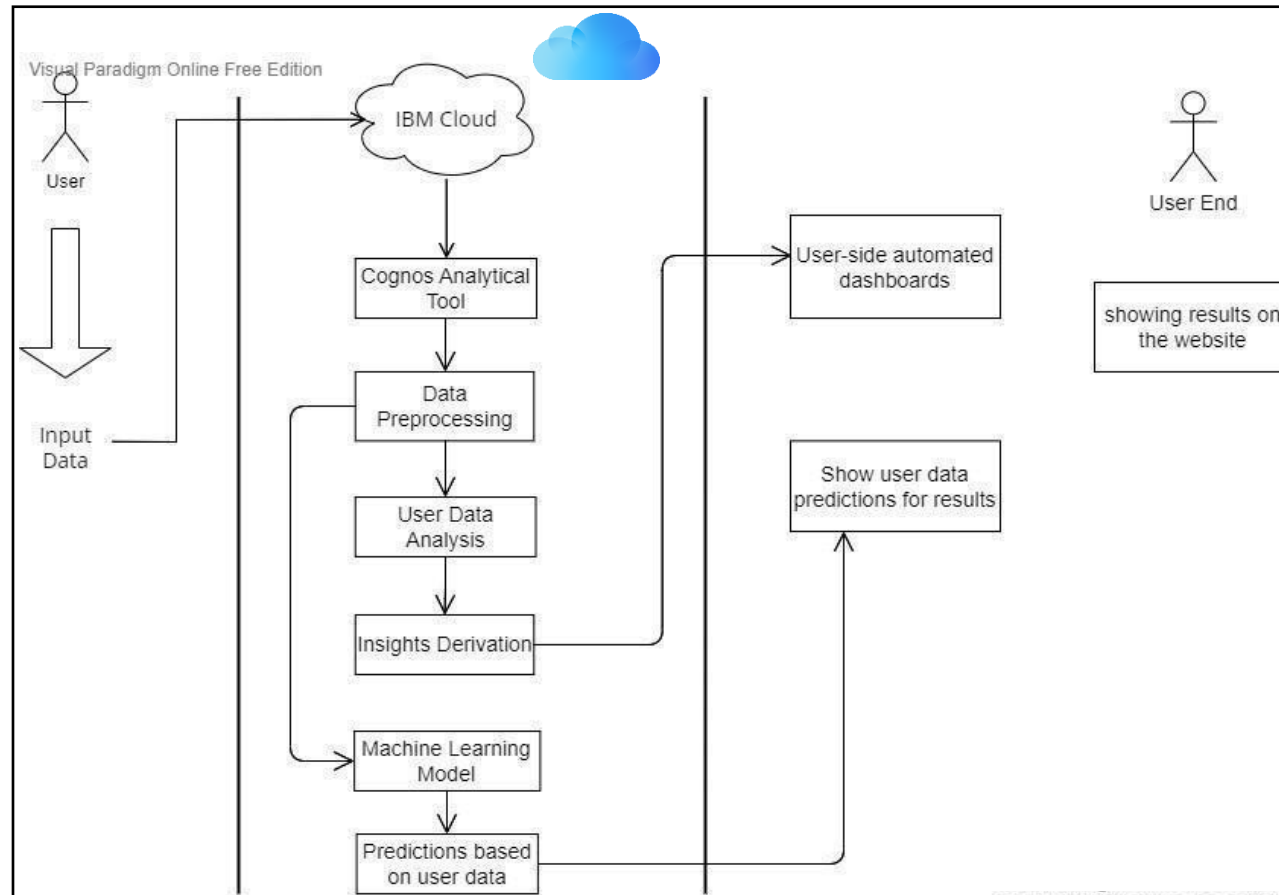 Visual Paradigm Online Free Edition
User
Input
Data
IBM Cloud
Cognos Analytical
Tool
Data
Preprocessing
User Data
Analysis
Insights Derivation
Machine Learning
Model
Predictions based
on user data
User-side automated
dashboards
Show user data
predictions for results
User End
showing results on
the website